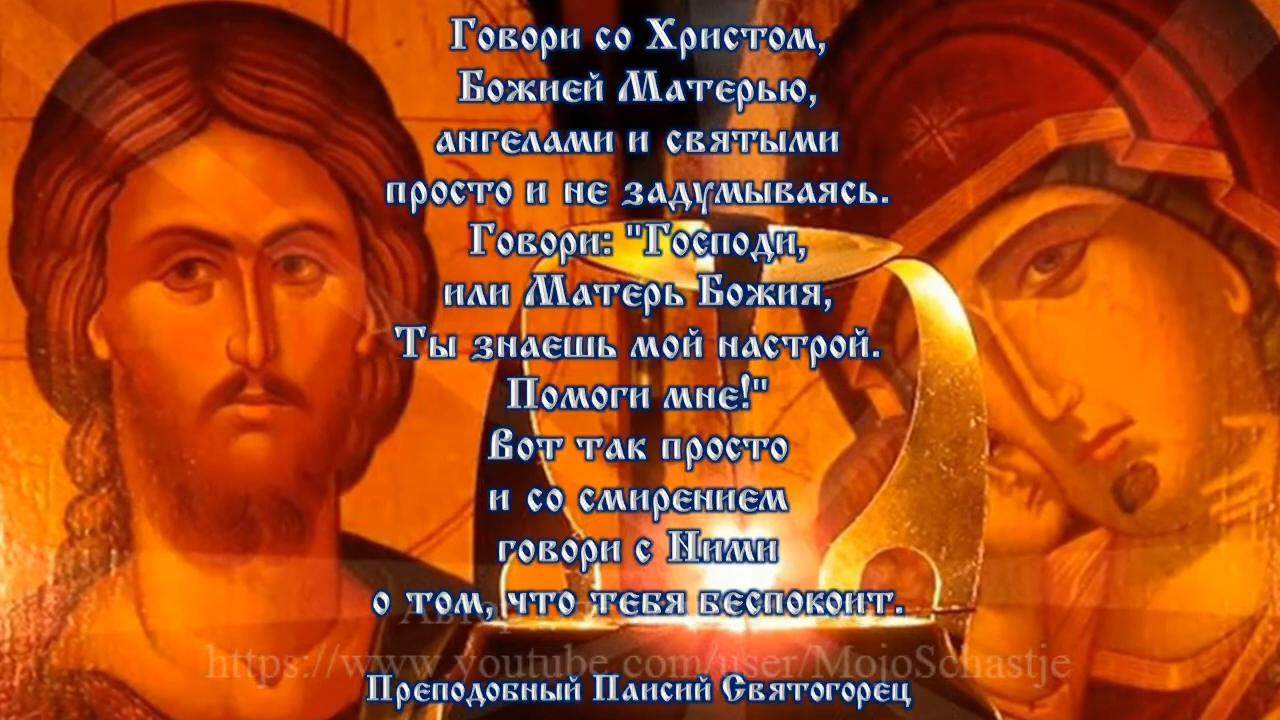 Говори со Христом,
Божией Матерью,
ангелами и святыми
просто и не задумываясь.
Говори: "Господи,
или Матерь Божия,
Ты знаешь мой настрой.
Помоги мне!"
Вот так просто
и со смирением
говори с Ними
о том, что тебя беспокоит.
https://www.youtube.com/user/MojoSchastje
Преподобный Паисий Святогорец